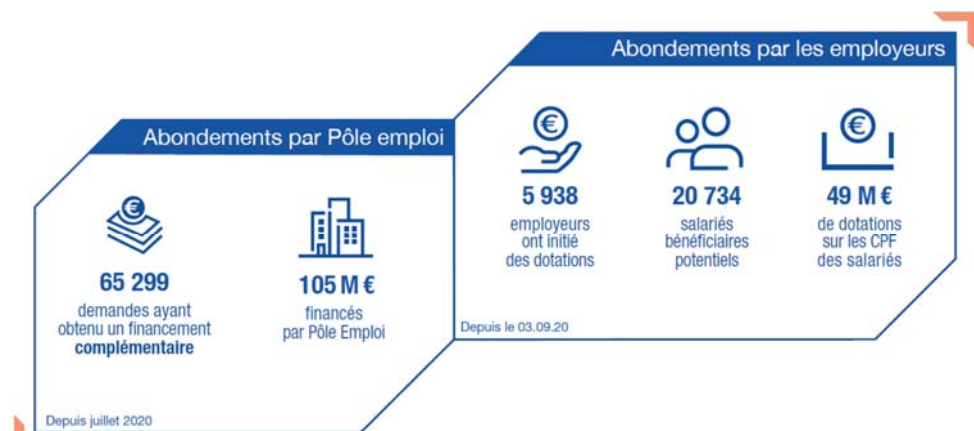 Abondements par Pôle emploi
65 299
demandes ayant
obtenu un financement
complémentaire
105 M €
financés
par Pôle Emploi
Depuis juillet 2020
Abondements par les employeurs
5 938
employeurs
ont initié
des dotations
20 734
salariés
bénéficiaires
potentiels
49 M €
de dotations
sur les CPF
des salariés
Depuis le 03.09.20